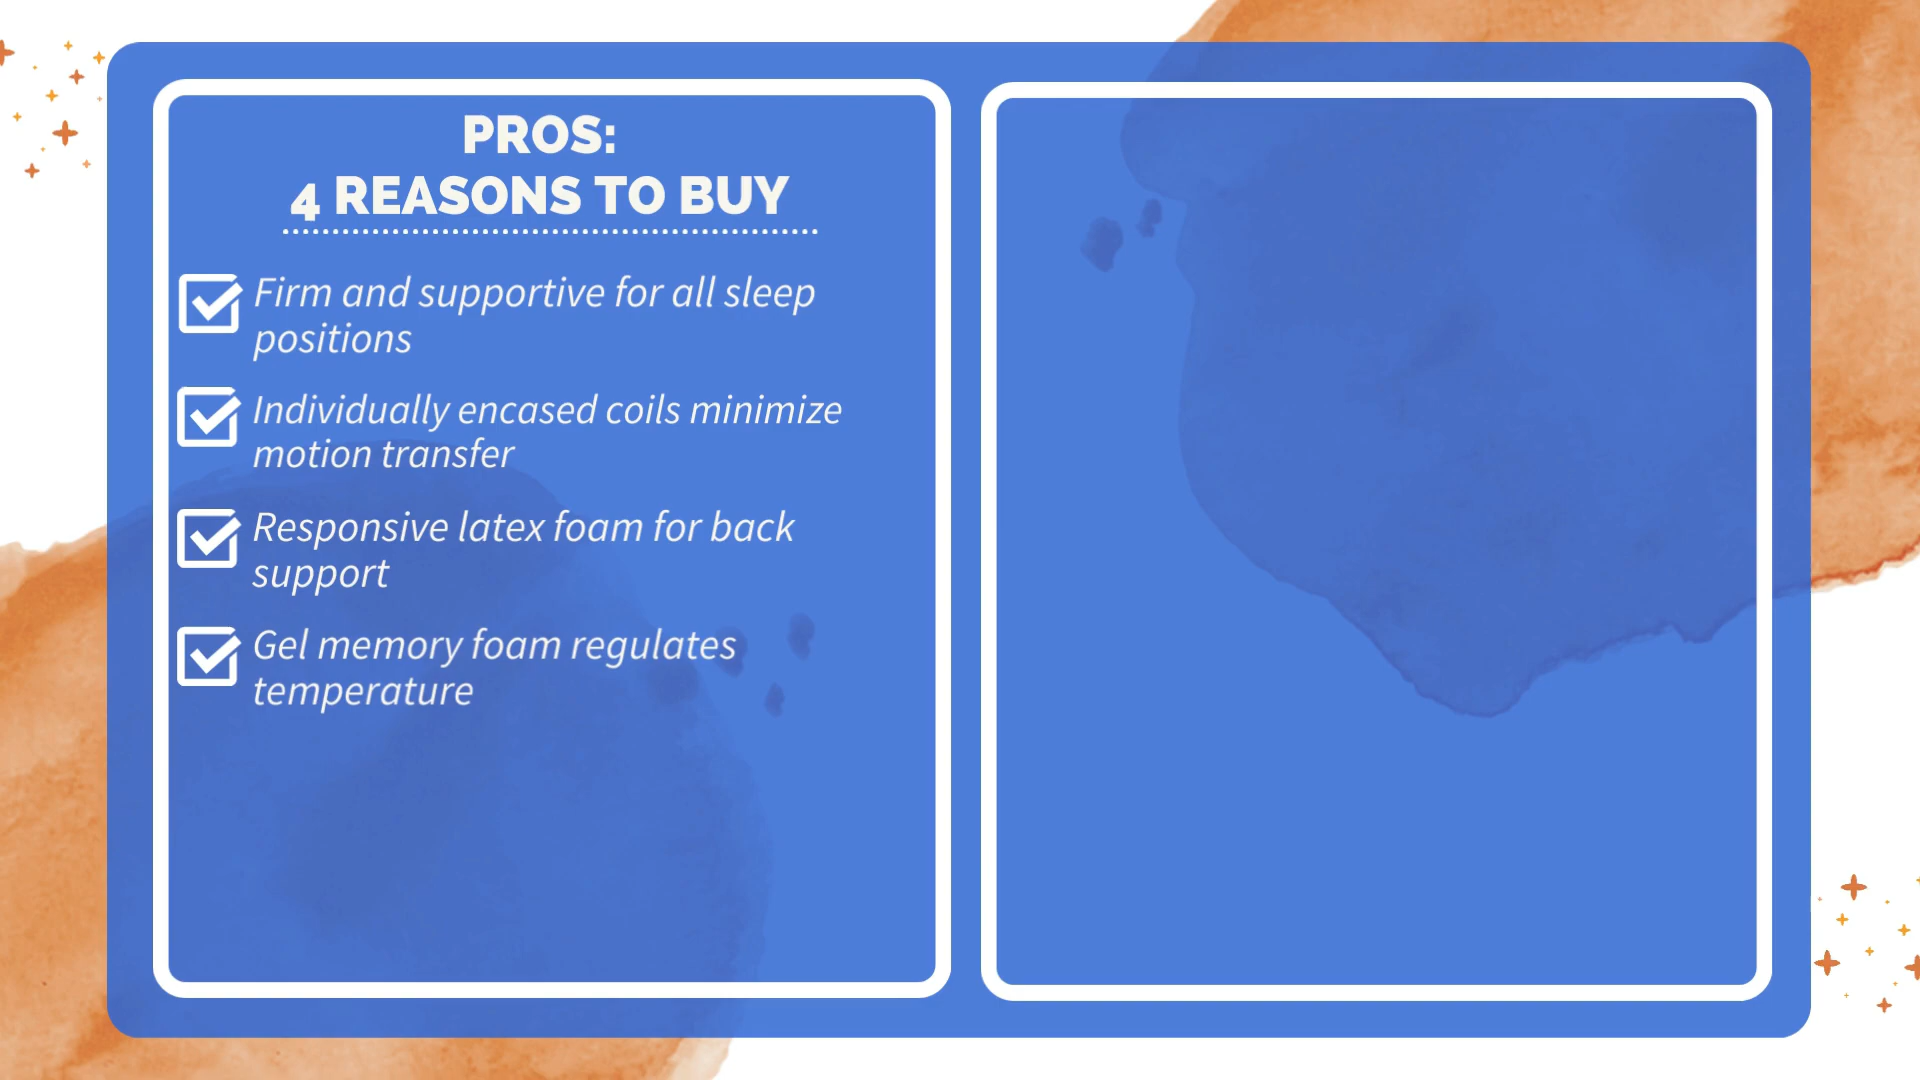 PROS:
4 REASONS TO BUY
Firm and supportive for all sleep
positions
Individually encased coils minimize
motion transfer
Responsive latex foam for back
support
Gel memory foam regulates
temperature